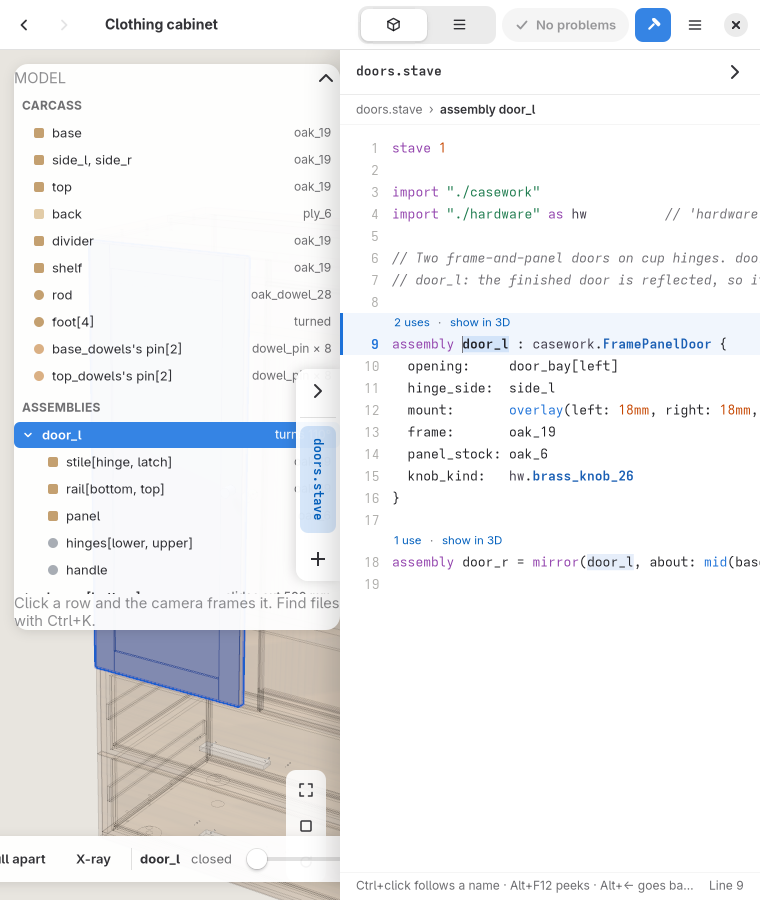 Clothing cabinet
No problems
MODEL
CARCASS
base oak_19
side_l, side_r oak_19
top oak_19
back ply_6
divider oak_19
shelf oak_19
rod oak_dowel_28
foot[4] turned
base_dowels's pin[2] dowel_pin × 8
top_dowels's pin[2]
ASSEMBLIES
door_l
stile[hinge, latch]
rail[bottom, top]
panel
hinges[lower, upper]
handle
Click a row and the camera frames it. Find files
with Ctrl+K.
doors.stave
X-ray
door_l closed
doors.stave
doors.stave › assembly door_l
1 stave 1
2
3 import "./casework"
4 import "./hardware" as hw // 'hardware
5
6 // Two frame-and-panel doors on cup hinges. doo
7 // door_l: the finished door is reflected, so i
8
2 uses · show in 3D
9 assembly door_l : casework.FramePanelDoor {
10 opening: door_bay[left]
11 hinge_side: side_l
12 mount: overlay(left: 18mm, right: 18mm,
13 frame: oak_19
14 panel_stock: oak_6
15 knob_kind: hw.brass_knob_26
16 }
17
1 use · show in 3D
18 assembly door_r = mirror(door_l, about: mid(bas
19
Ctrl+click follows a name · Alt+F12 peeks · Alt+← goes ba… Line 9